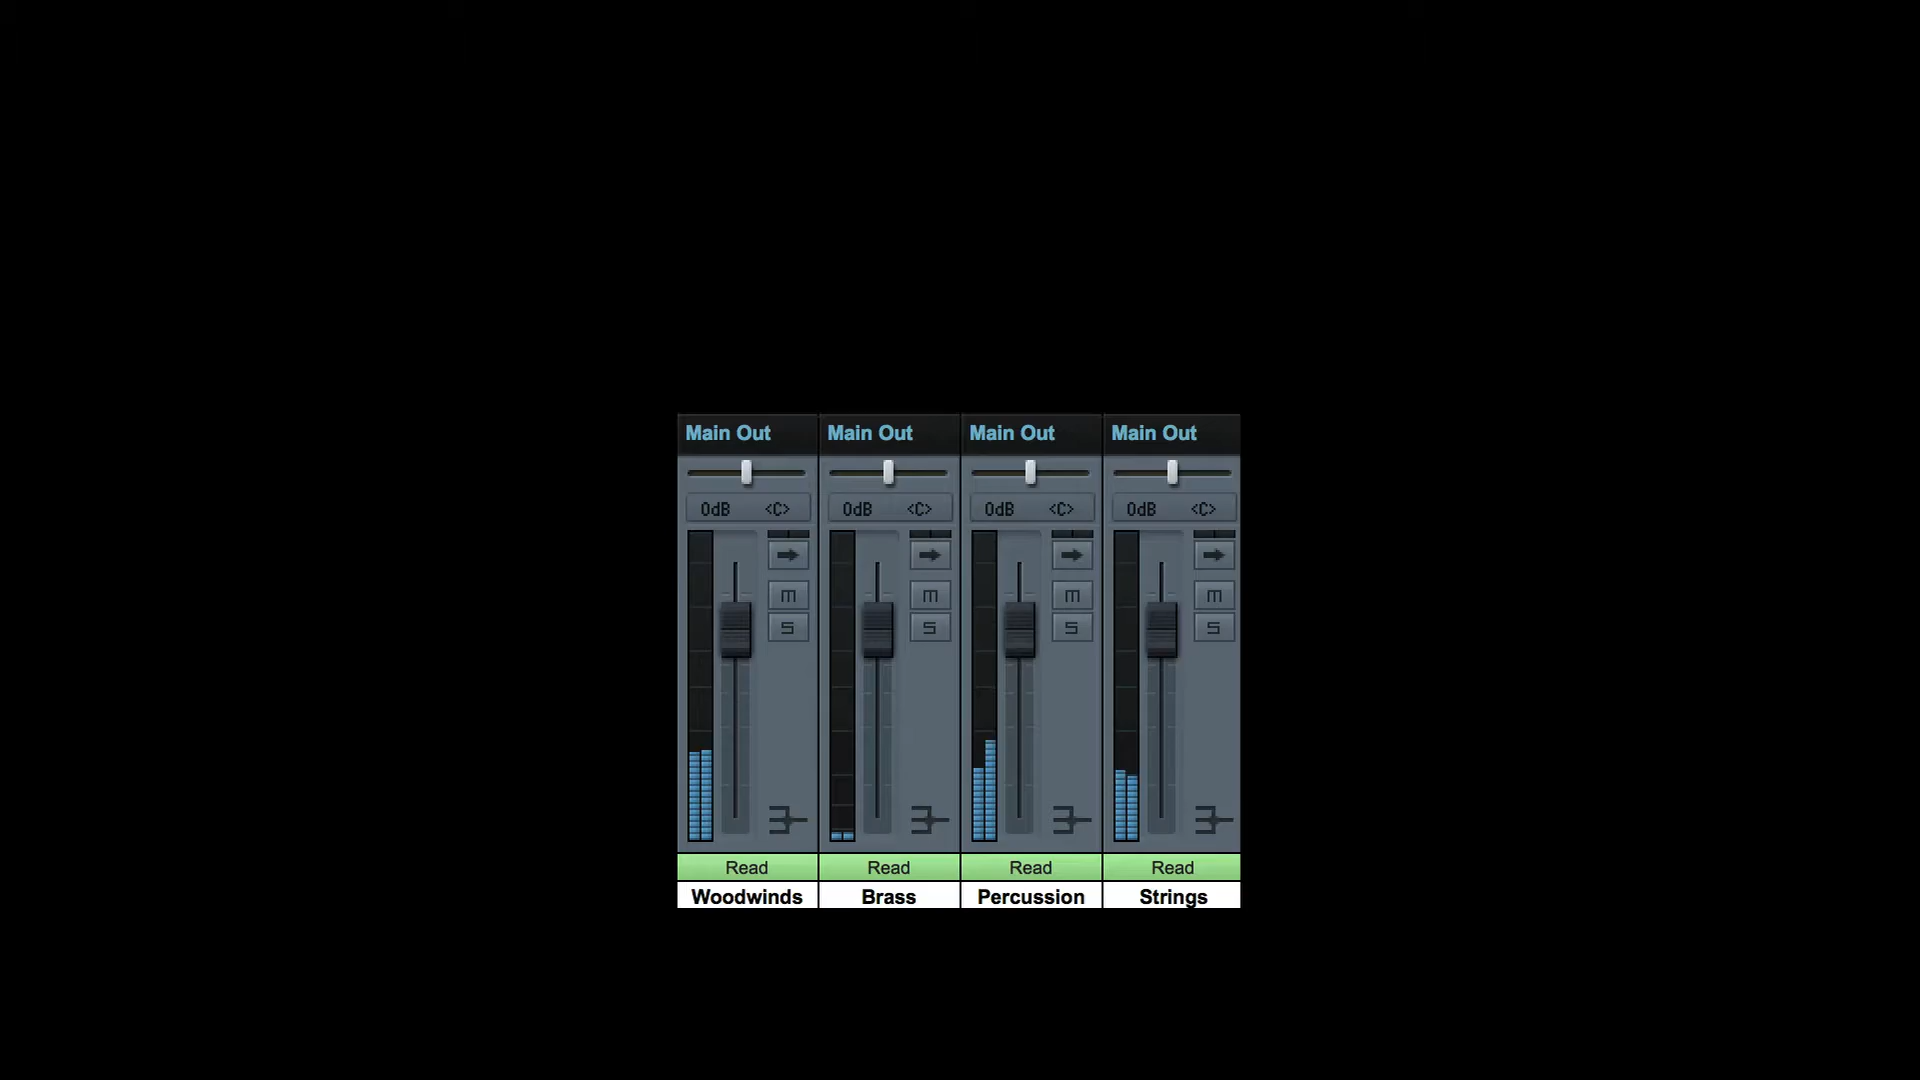 Main Out Main Out Main Out Main Out
0dB <C> 0dB <C> 0dB <C> 0dB <C>
m m m m
S S S S
Read Read Read Read
Woodwinds Brass Percussion Strings